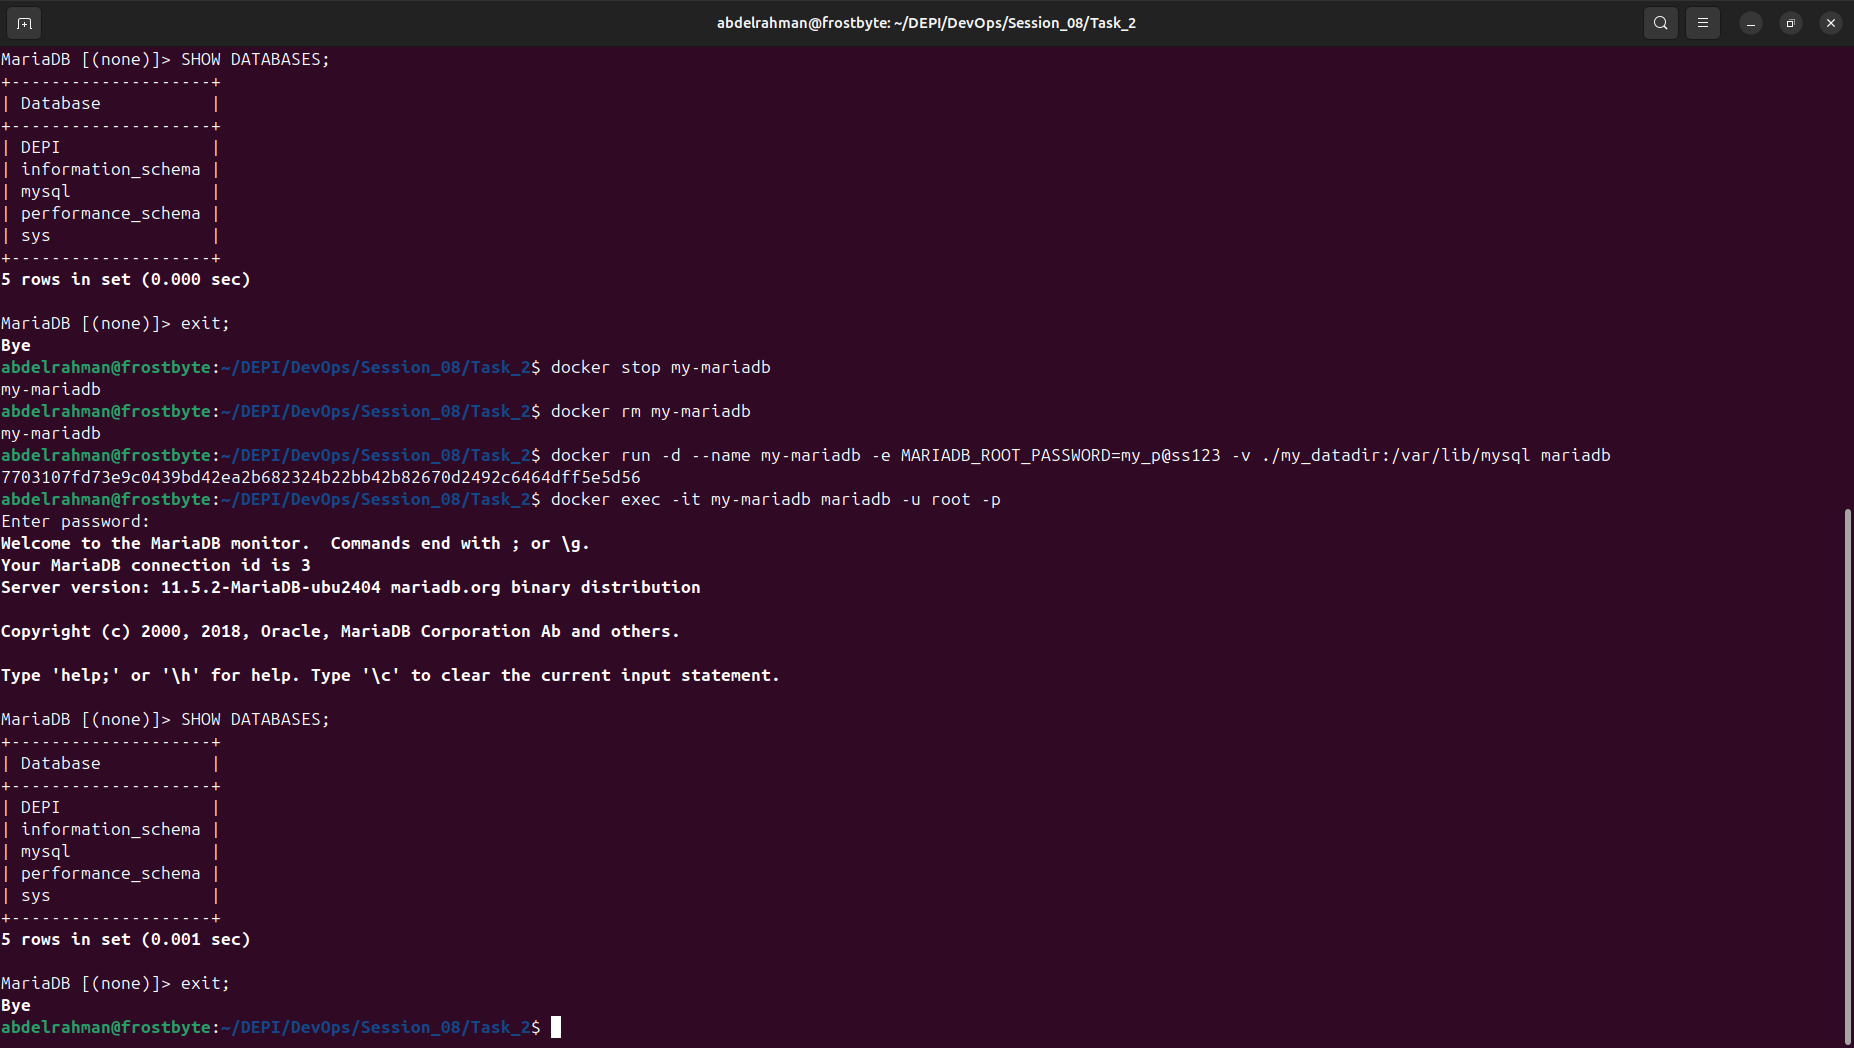 abdelrahman@frostbyte: ~/DEPI/DevOps/Session_08/Task_2
MariaDB [(none)]> SHOW DATABASES;
+--------------------+
| Database           |
+--------------------+
| DEPI               |
| information_schema |
| mysql              |
| performance_schema |
| sys                |
+--------------------+
5 rows in set (0.000 sec)

MariaDB [(none)]> exit;
Bye
abdelrahman@frostbyte:~/DEPI/DevOps/Session_08/Task_2$ docker stop my-mariadb
my-mariadb
abdelrahman@frostbyte:~/DEPI/DevOps/Session_08/Task_2$ docker rm my-mariadb
my-mariadb
abdelrahman@frostbyte:~/DEPI/DevOps/Session_08/Task_2$ docker run -d --name my-mariadb -e MARIADB_ROOT_PASSWORD=my_p@ss123 -v ./my_datadir:/var/lib/mysql mariadb
7703107fd73e9c0439bd42ea2b682324b22bb42b82670d2492c6464dff5e5d56
abdelrahman@frostbyte:~/DEPI/DevOps/Session_08/Task_2$ docker exec -it my-mariadb mariadb -u root -p
Enter password:
Welcome to the MariaDB monitor.  Commands end with ; or \g.
Your MariaDB connection id is 3
Server version: 11.5.2-MariaDB-ubu2404 mariadb.org binary distribution

Copyright (c) 2000, 2018, Oracle, MariaDB Corporation Ab and others.

Type 'help;' or '\h' for help. Type '\c' to clear the current input statement.

MariaDB [(none)]> SHOW DATABASES;
+--------------------+
| Database           |
+--------------------+
| DEPI               |
| information_schema |
| mysql              |
| performance_schema |
| sys                |
+--------------------+
5 rows in set (0.001 sec)

MariaDB [(none)]> exit;
Bye
abdelrahman@frostbyte:~/DEPI/DevOps/Session_08/Task_2$